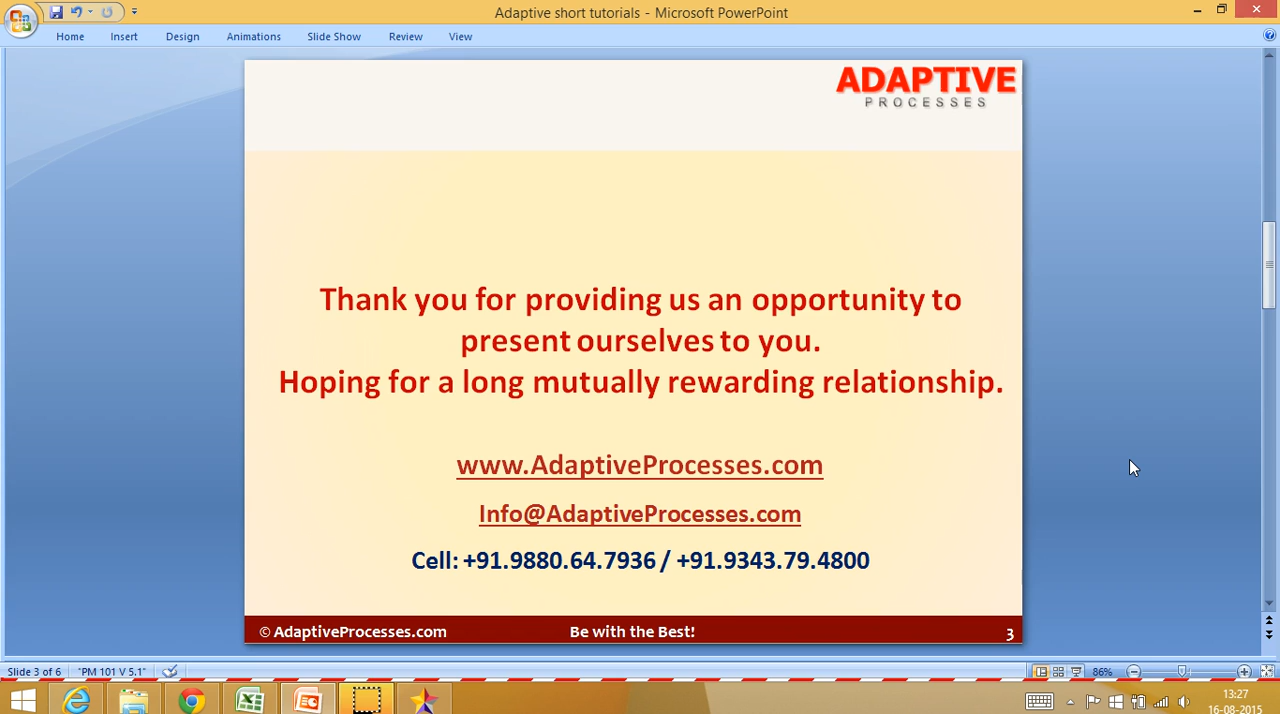 Adaptive short tutorials - Microsoft PowerPoint
Home Insert Design Animations Slide Show Review View
ADAPTIVE
PROCESSES
Thank you for providing us an opportunity to
present ourselves to you.
Hoping for a long mutually rewarding relationship.
www.AdaptiveProcesses.com
Info@AdaptiveProcesses.com
Cell: +91.9880.64.7936 / +91.9343.79.4800
© AdaptiveProcesses.com Be with the Best! 3
Slide 3 of 6 "PM 101 V 5.1" 86%
13:27
16-08-2015